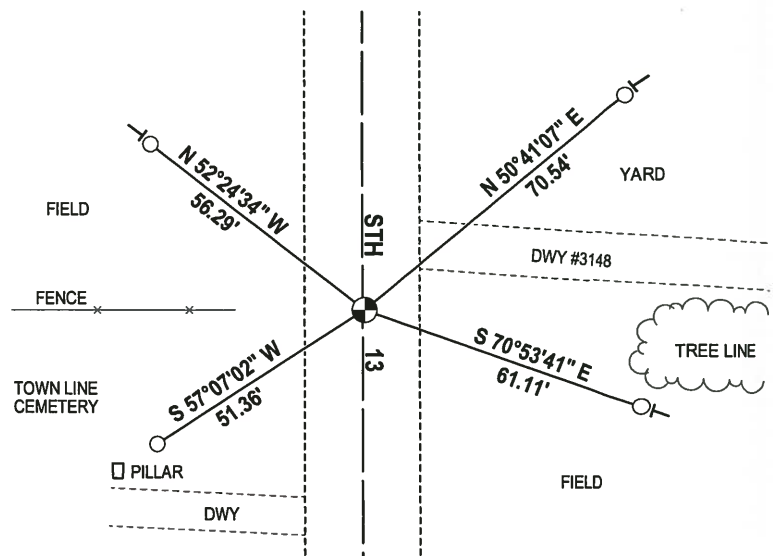 N 52°24'34" W
56.29'
N 50°41'07" E
70.54'
YARD
FIELD
STH
DWY #3148
FENCE
13
S 70°53'41" E
61.11'
TREE LINE
S 57°07'02" W
51.36'
TOWN LINE
CEMETERY
PILLAR
FIELD
DWY